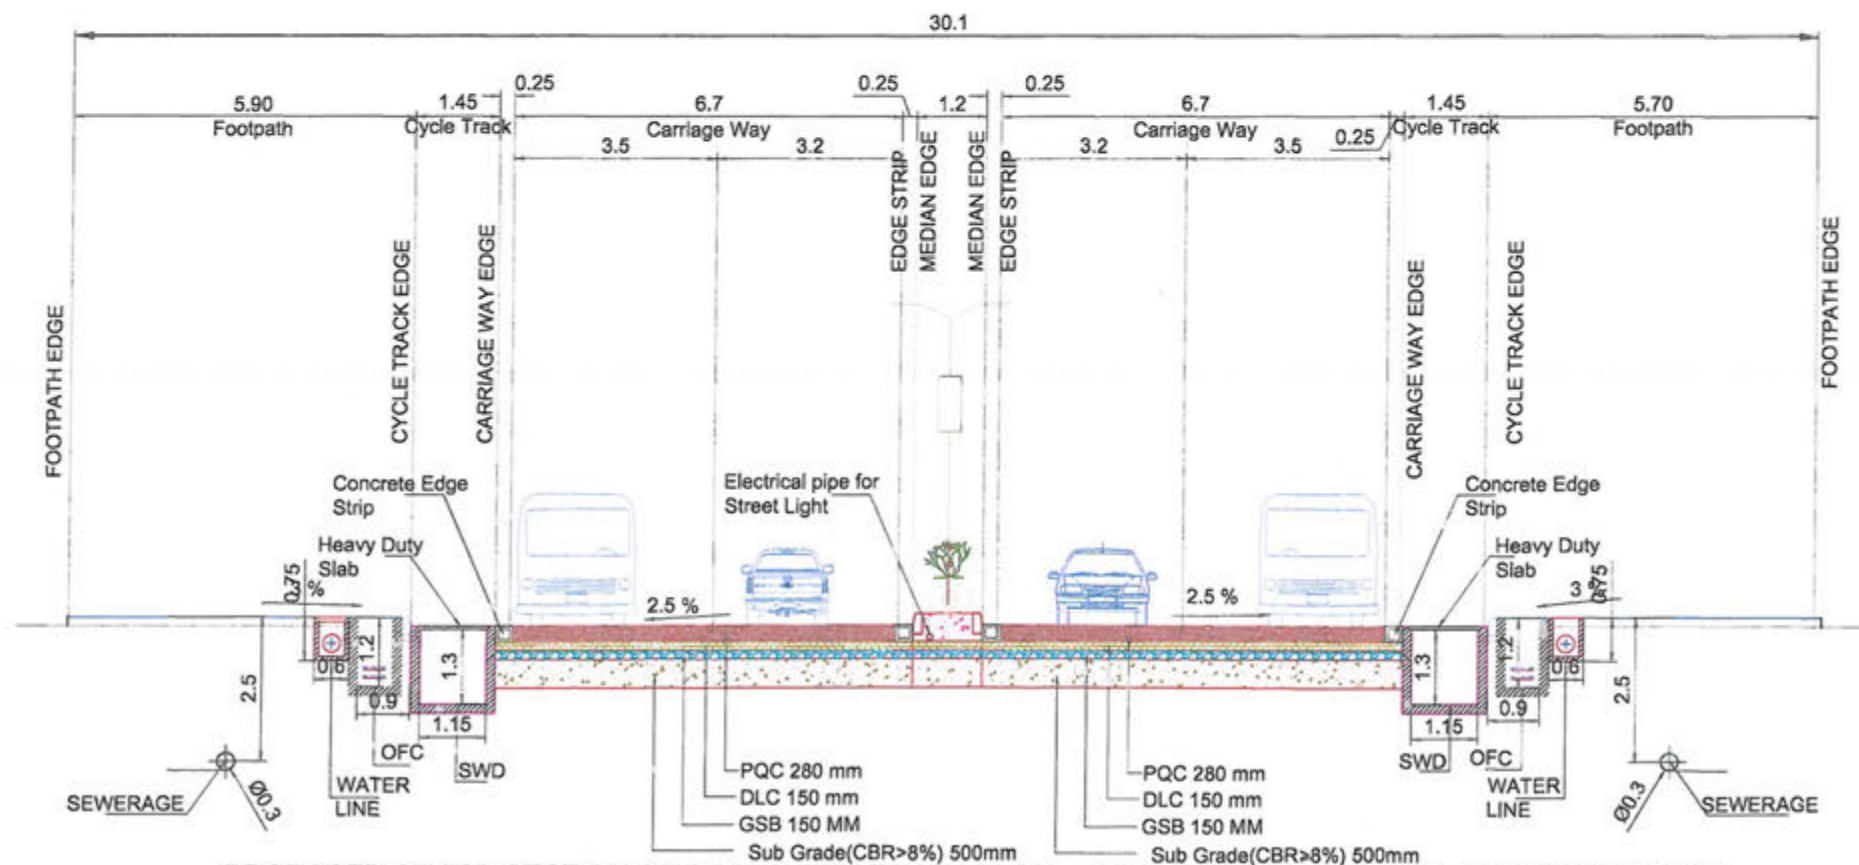 30.1
0.25
0.25
0.25
5.90
1.45
6.7
1.2
6.7
1.45
5.70
Footpath
Cycle Track
Carriage Way
Carriage Way
0.25
Cycle Track
Footpath
3.5
3.2
3.2
3.5
FOOTPATH EDGE
CYCLE TRACK EDGE
CARRIAGE WAY EDGE
EDGE STRIP
MEDIAN EDGE
MEDIAN EDGE
EDGE STRIP
CARRIAGE WAY EDGE
CYCLE TRACK EDGE
FOOTPATH EDGE
Concrete Edge
Strip
Electrical pipe for
Street Light
Concrete Edge
Strip
Heavy Duty
Slab
Heavy Duty
Slab
0.75
3 %
2.5 %
2.5 %
3 %
0.75
1.2
1.3
1.3
1.2
0.6
0.6
2.5
0.9
1.15
1.15
0.9
2.5
OFC
SWD
SWD
OFC
WATER
LINE
WATER
LINE
SEWERAGE
Ø0.3
Ø0.3
SEWERAGE
PQC 280 mm
DLC 150 mm
GSB 150 MM
Sub Grade(CBR>8%) 500mm
PQC 280 mm
DLC 150 mm
GSB 150 MM
Sub Grade(CBR>8%) 500mm